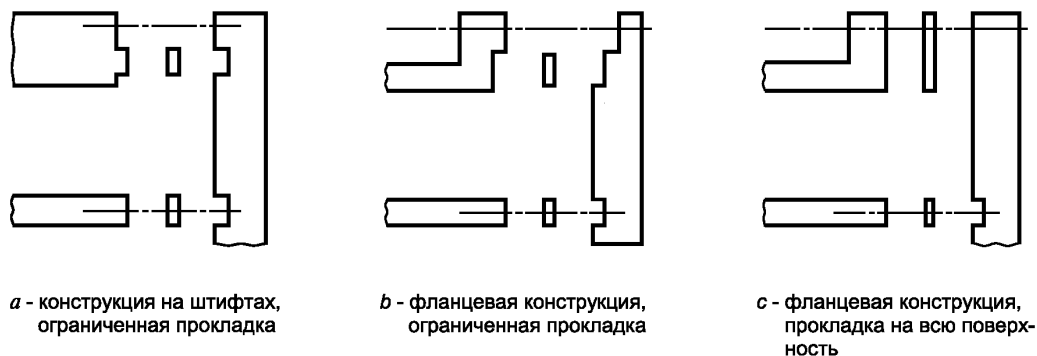 a - конструкция на штифтах,
ограниченная прокладка
b - фланцевая конструкция,
ограниченная прокладка
c - фланцевая конструкция,
прокладка на всю поверх-
ность